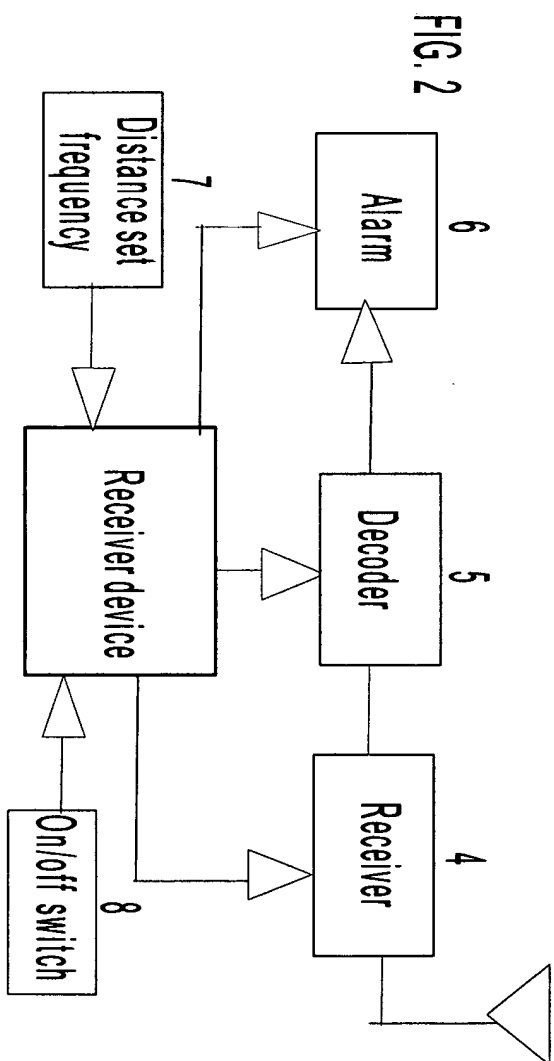 FIG. 2
6
Alarm
5
Decoder
4
Receiver
7
Distance set
frequency
Receiver device
8
On/off switch